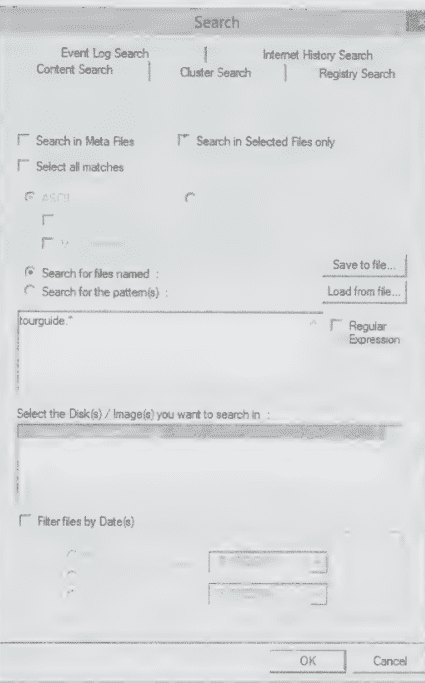 Search
Event Log Search
Internet History Search
Content Search
Cluster Search
Registry Search
Search in Meta Files
Search in Selected Files only
Select all matches
ASCII
Search for files named :
Save to file...
Search for the pattern(s) :
Load from file...
tourguide.*
Regular
Expression
Select the Disk(s) / Image(s) you want to search in :
Filter files by Date(s)
OK
Cancel